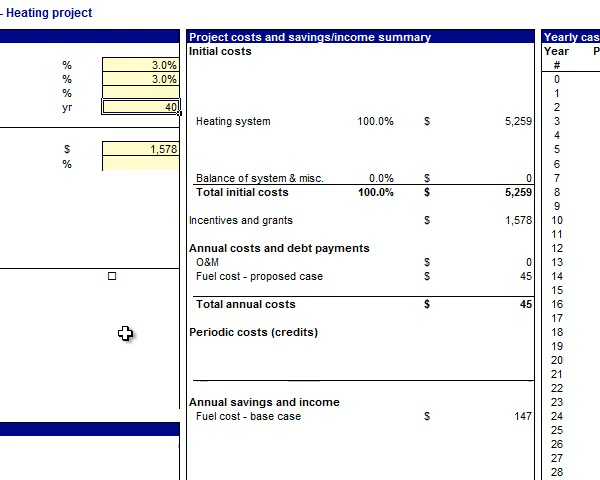 - Heating project
% 3.0%
% 3.0%
%
yr 40
$ 1,578
%
Project costs and savings/income summary
Initial costs
Heating system 100.0% $ 5,259
Balance of system & misc. 0.0% $ 0
Total initial costs 100.0% $ 5,259
Incentives and grants $ 1,578
Annual costs and debt payments
O&M $ 0
Fuel cost - proposed case $ 45
Total annual costs $ 45
Periodic costs (credits)
Annual savings and income
Fuel cost - base case $ 147
Yearly cas
Year P
#
0
1
2
3
4
5
6
7
8
9
10
11
12
13
14
15
16
17
18
19
20
21
22
23
24
25
26
27
28